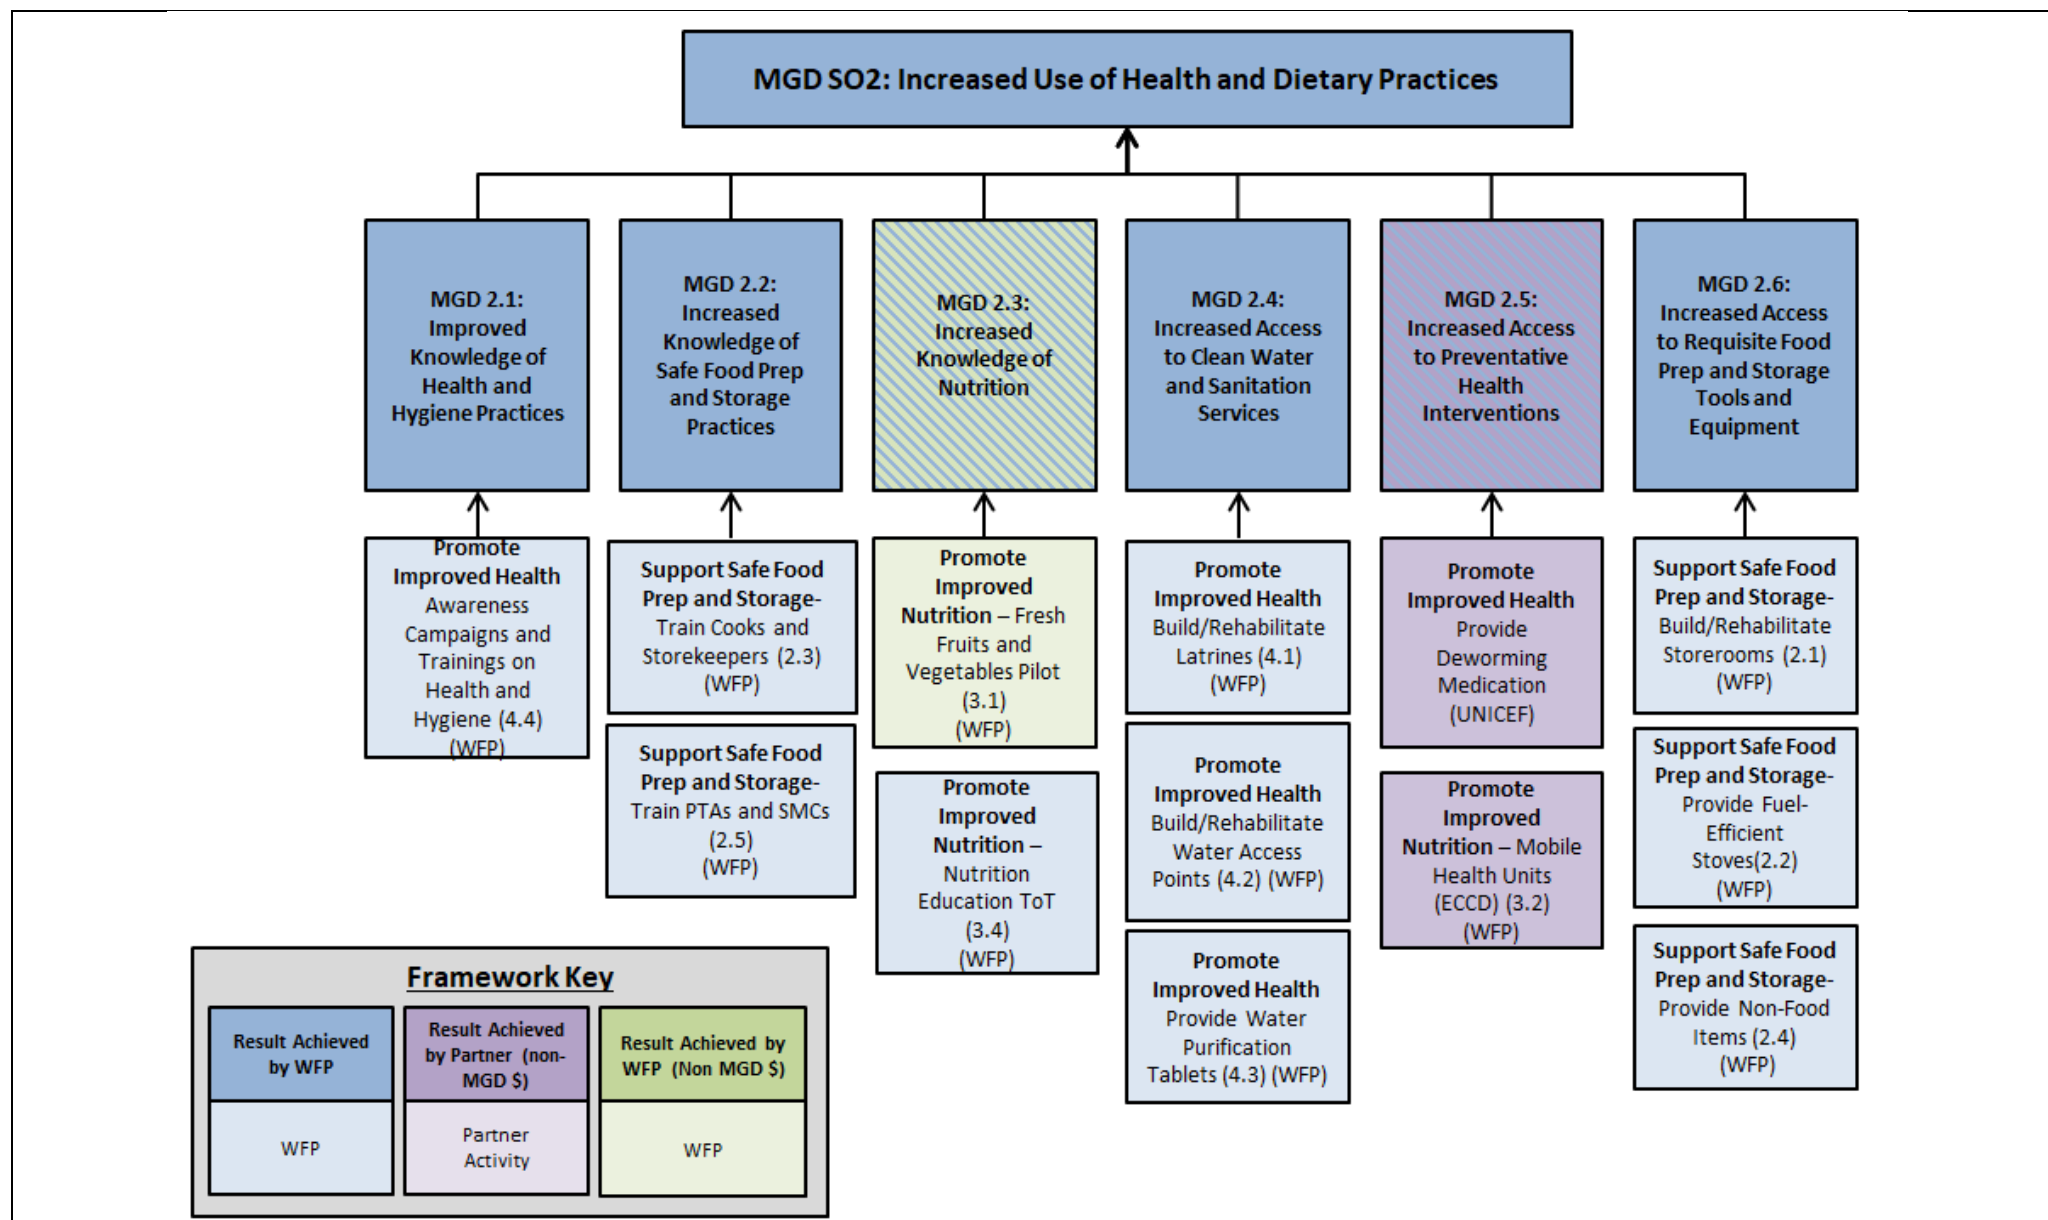 MGD SO2: Increased Use of Health and Dietary Practices
MGD 2.1:
Improved
Knowledge of
Health and
Hygiene Practices
MGD 2.2:
Increased
Knowledge of
Safe Food Prep
and Storage
Practices
MGD 2.3:
Increased
Knowledge of
Nutrition
MGD 2.4:
Increased Access
to Clean Water
and Sanitation
Services
MGD 2.5:
Increased Access
to Preventative
Health
Interventions
MGD 2.6:
Increased Access
to Requisite Food
Prep and Storage
Tools and
Equipment
Promote
Improved Health
Awareness
Campaigns and
Trainings on
Health and
Hygiene (4.4)
(WFP)
Support Safe Food
Prep and Storage-
Train Cooks and
Storekeepers (2.3)
(WFP)
Support Safe Food
Prep and Storage-
Train PTAs and SMCs
(2.5)
(WFP)
Promote
Improved
Nutrition – Fresh
Fruits and
Vegetables Pilot
(3.1)
(WFP)
Promote
Improved
Nutrition –
Nutrition
Education ToT
(3.4)
(WFP)
Promote
Improved Health
Build/Rehabilitate
Latrines (4.1)
(WFP)
Promote
Improved Health
Build/Rehabilitate
Water Access
Points (4.2) (WFP)
Promote
Improved Health
Provide Water
Purification
Tablets (4.3) (WFP)
Promote
Improved Health
Provide
Deworming
Medication
(UNICEF)
Promote
Improved
Nutrition – Mobile
Health Units
(ECCD) (3.2)
(WFP)
Support Safe Food
Prep and Storage-
Build/Rehabilitate
Storerooms (2.1)
(WFP)
Support Safe Food
Prep and Storage-
Provide Fuel-
Efficient
Stoves(2.2)
(WFP)
Support Safe Food
Prep and Storage-
Provide Non-Food
Items (2.4)
(WFP)
Framework Key
Result Achieved
by WFP
Result Achieved
by Partner (non-
MGD $)
Result Achieved by
WFP (Non MGD $)
WFP
Partner
Activity
WFP